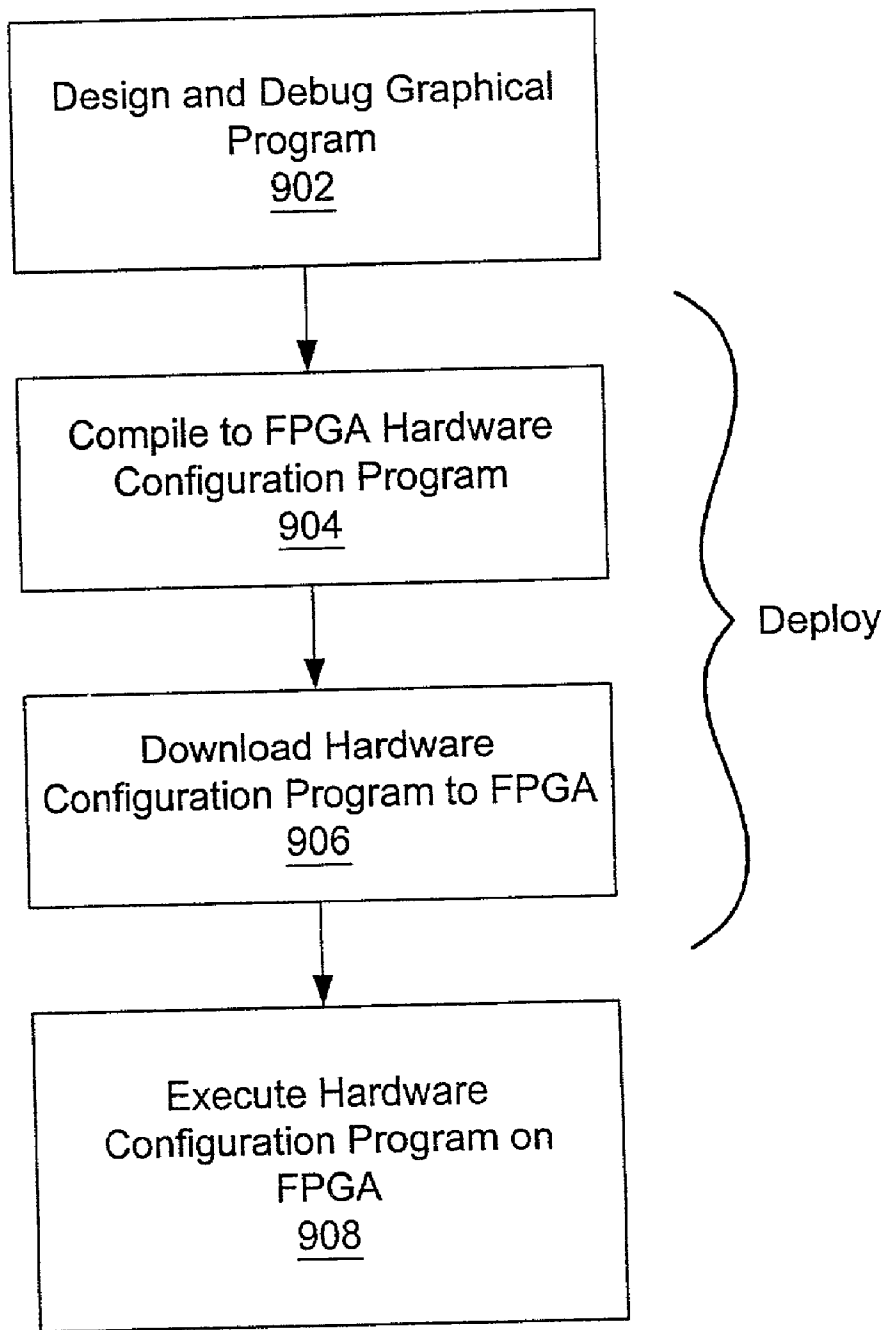 Design and Debug Graphical
Program
902
Compile to FPGA Hardware
Configuration Program
904
Deploy
Download Hardware
Configuration Program to FPGA
906
Execute Hardware
Configuration Program on
FPGA
908